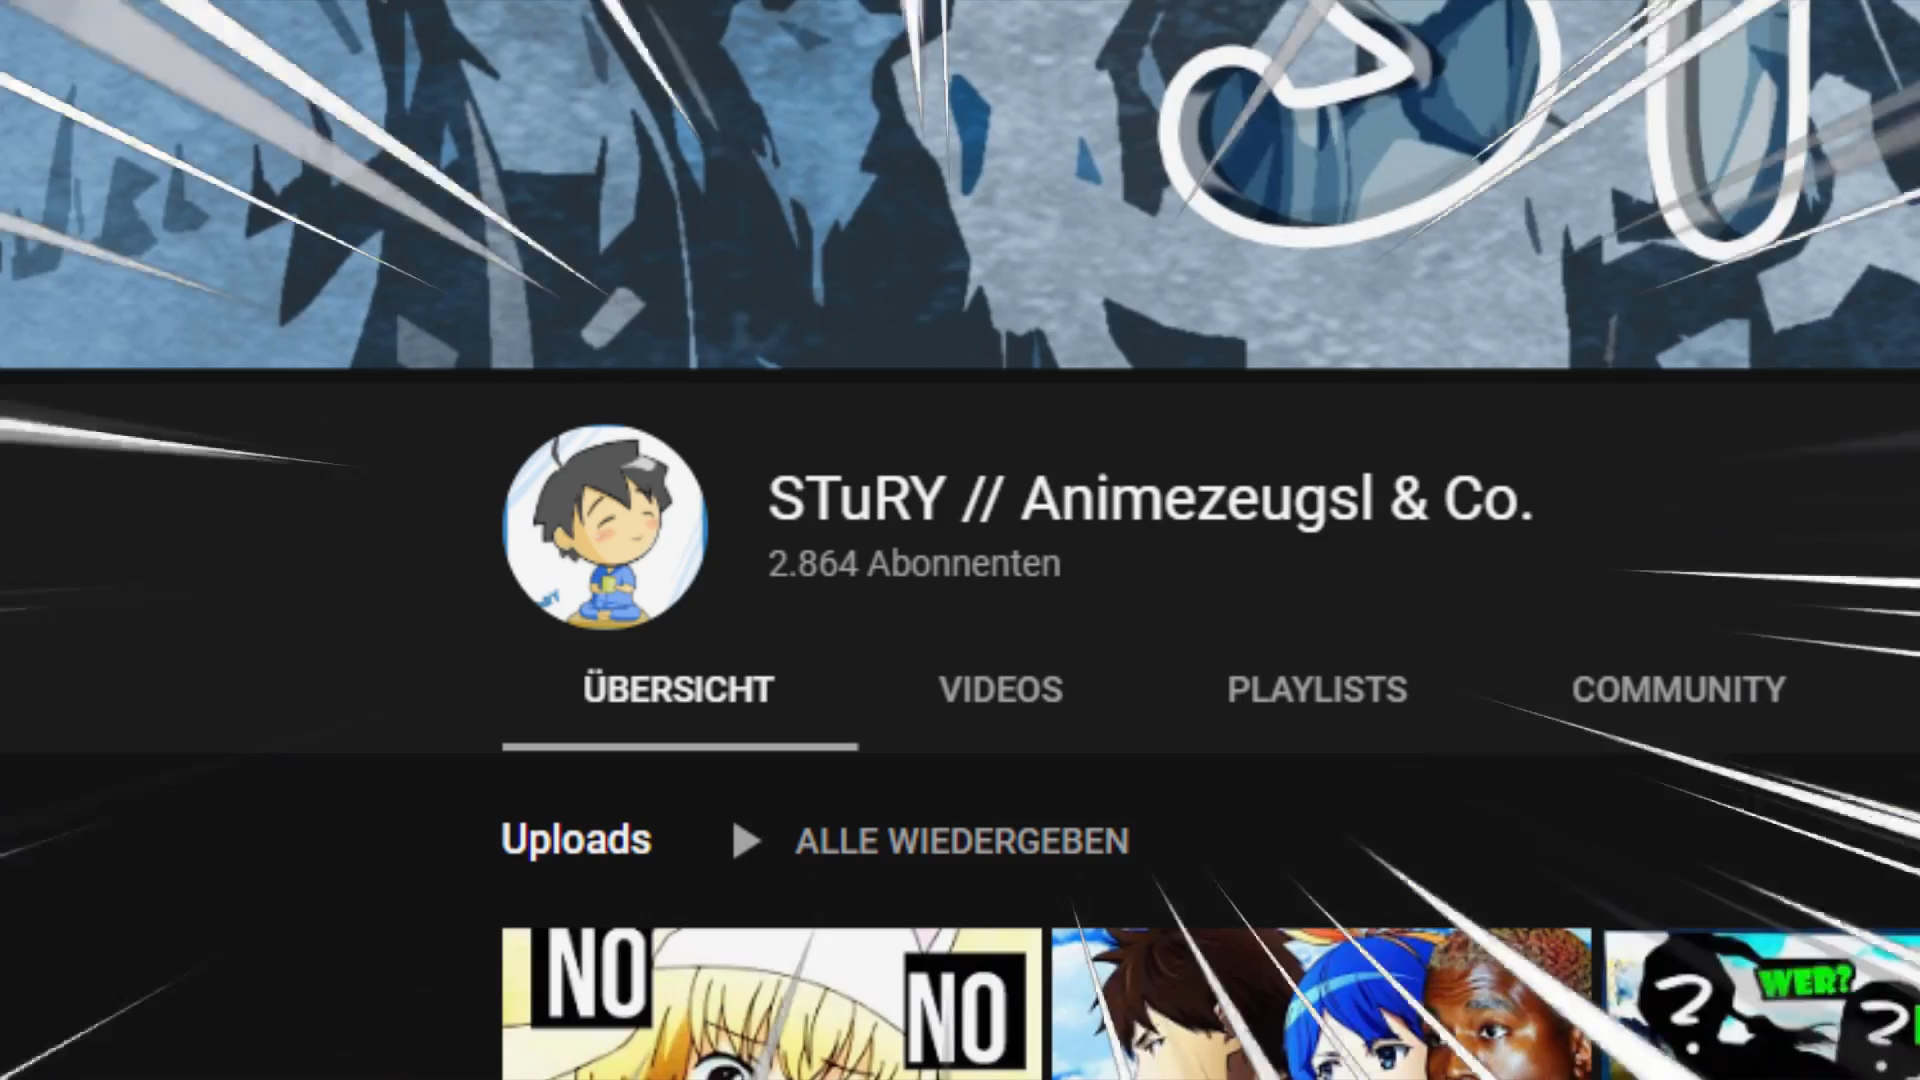 STuRY // Animezeugsl & Co.
2.864 Abonnenten
ÜBERSICHT VIDEOS PLAYLISTS COMMUNITY
Uploads ALLE WIEDERGEBEN
NO
NO
WER?
?
?